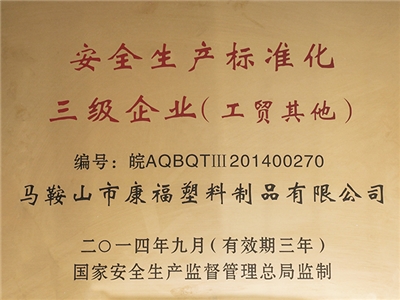 安全生产标准化
三级企业(工贸其他)
编号:皖AQBQTⅢ201400270
马鞍山市康福塑料制品有限公司
二〇一四年九月(有效期三年)
国家安全生产监督管理总局监制